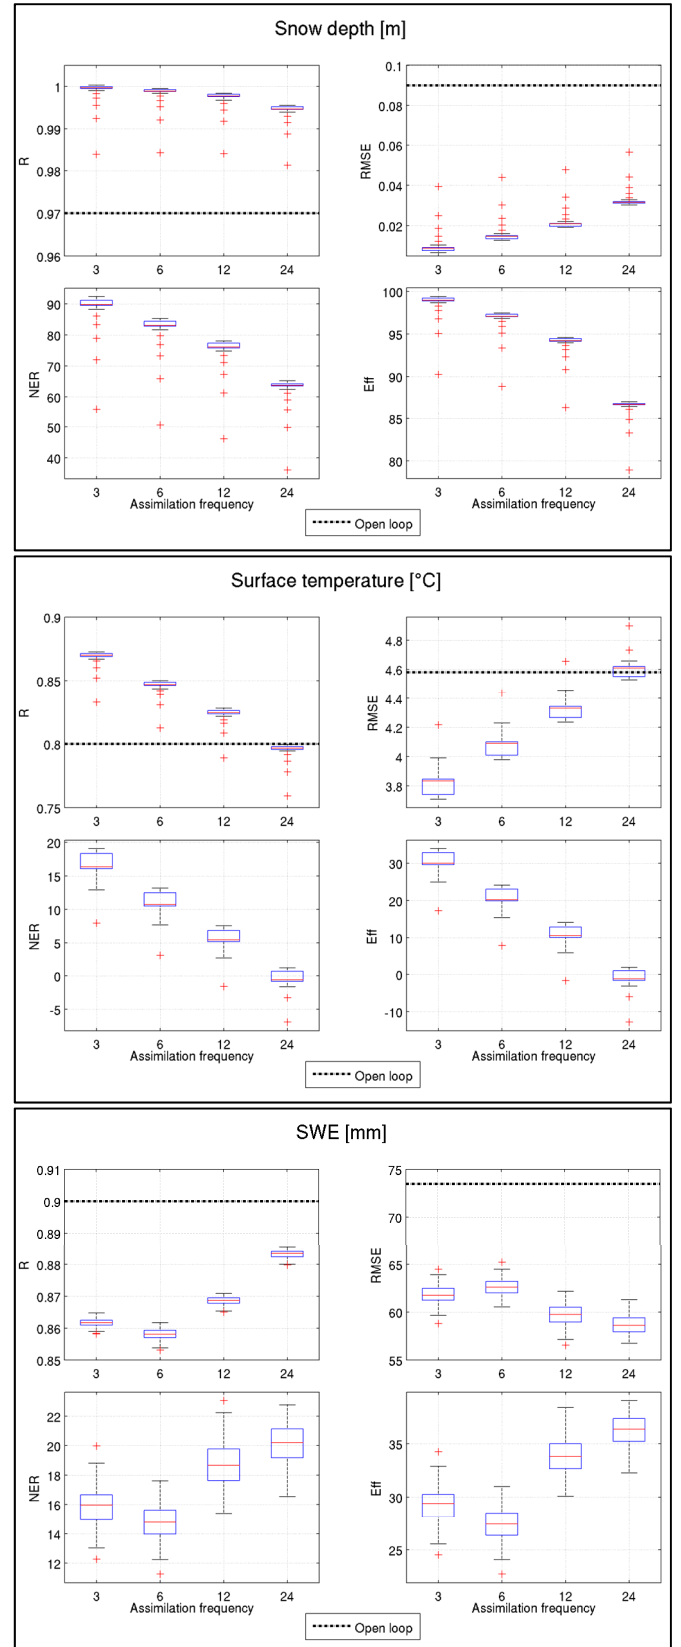 Snow depth [m]
R
1
0.99
0.98
0.97
0.96
3 6 12 24
RMSE
0.1
0.08
0.06
0.04
0.02
3 6 12 24
NER
90
80
70
60
50
40
3 6 12 24
Assimilation frequency
Eff
100
95
90
85
80
3 6 12 24
Assimilation frequency
Open loop
Surface temperature [°C]
R
0.9
0.85
0.8
0.75
3 6 12 24
RMSE
4.8
4.6
4.4
4.2
4
3.8
3 6 12 24
NER
20
15
10
5
0
-5
3 6 12 24
Assimilation frequency
Eff
30
20
10
0
-10
3 6 12 24
Assimilation frequency
Open loop
SWE [mm]
R
0.91
0.9
0.89
0.88
0.87
0.86
0.85
3 6 12 24
RMSE
75
70
65
60
55
3 6 12 24
NER
22
20
18
16
14
12
3 6 12 24
Assimilation frequency
Eff
35
30
25
3 6 12 24
Assimilation frequency
Open loop